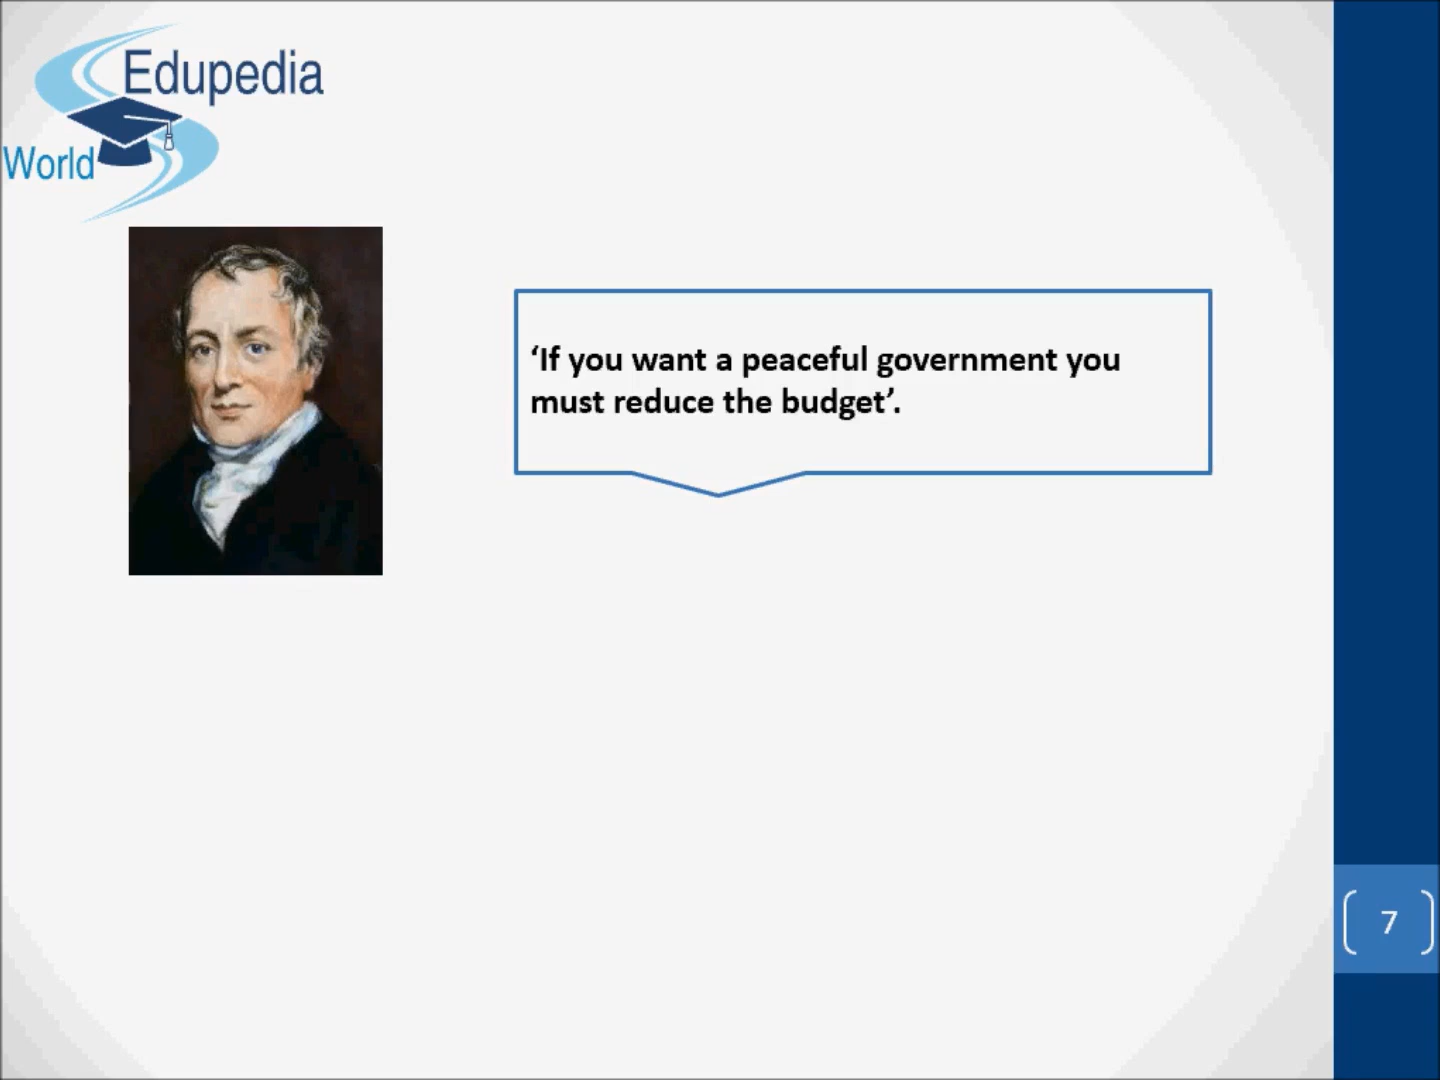 Edupedia
World
‘If you want a peaceful government you
must reduce the budget’.
7